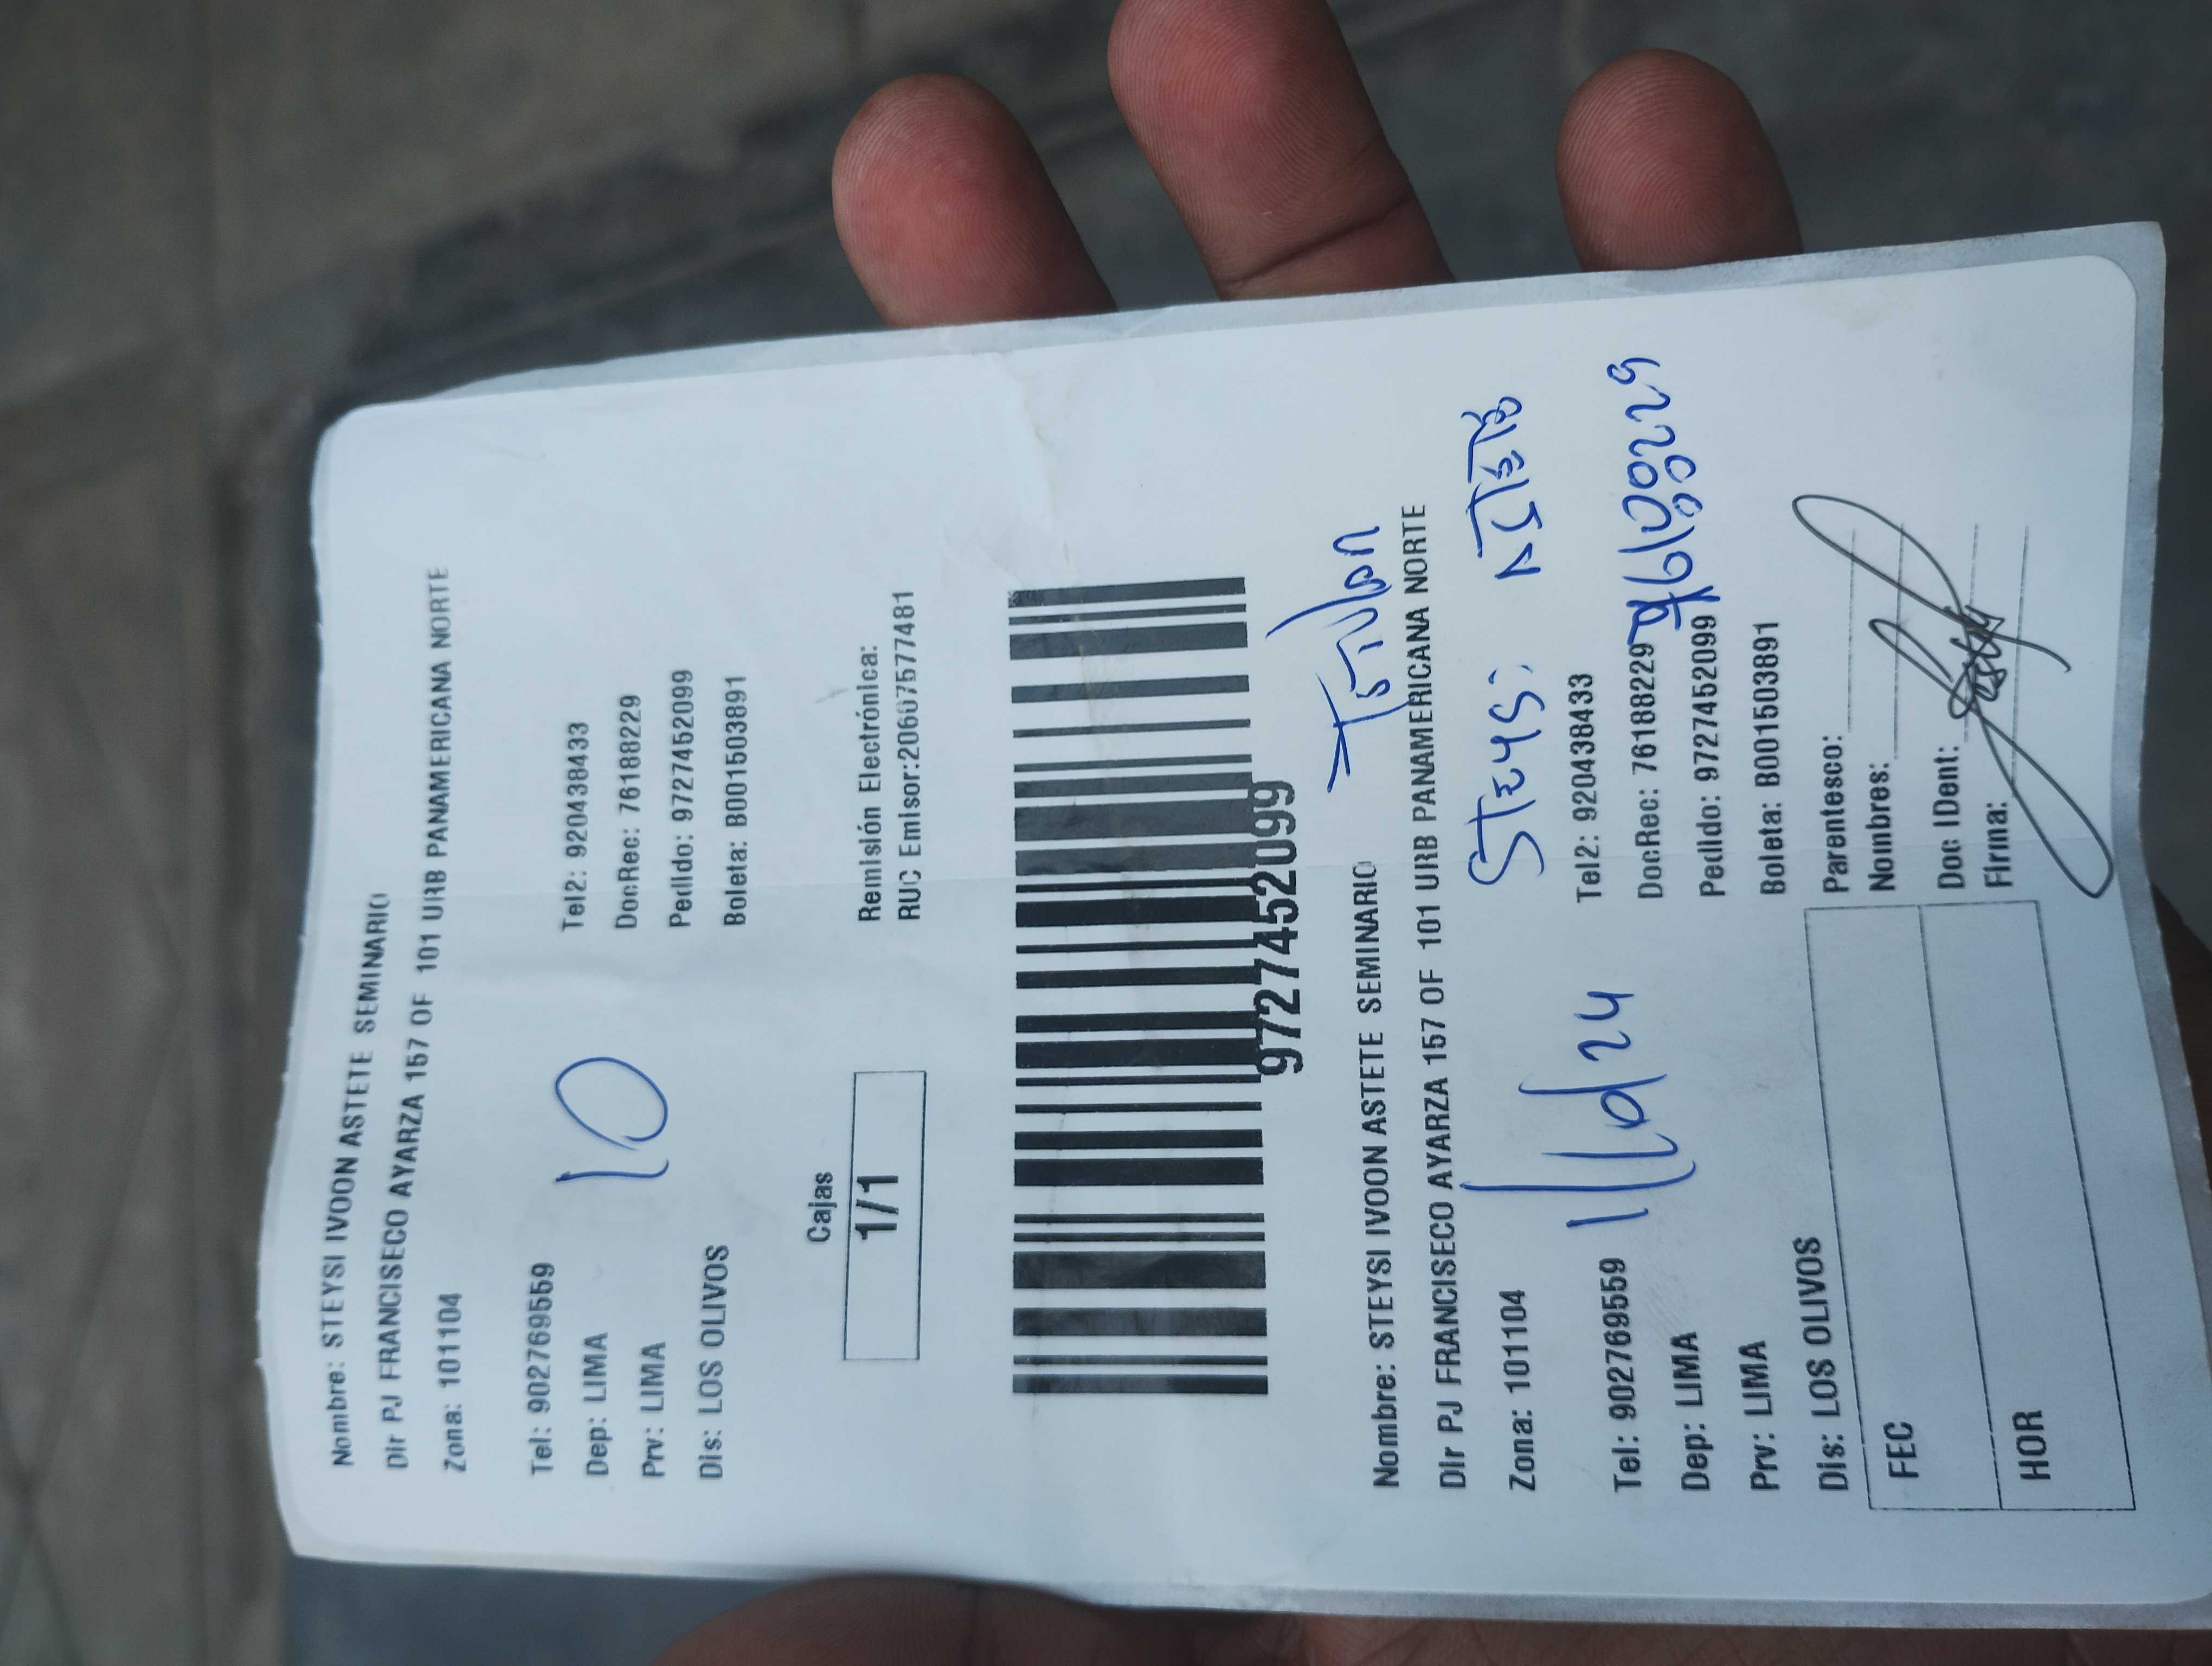 Nombre: STEYSI IVOON ASTETE SEMINARIO
Dir PJ FRANCISECO AYARZA 157 OF 101 URB PANAMERICANA NORTE
Zona: 101104
Tel: 902769559
Tel2: 920438433
Dep: LIMA
DocRec: 76188229
10
Prv: LIMA
Pedido: 9727452099
Dis: LOS OLIVOS
Boleta: B001503891
Cajas
1/1
Remisión Electrónica:
RUC Emisor:20607577481
9727452099
Nombre: STEYSI IVOON ASTETE SEMINARIO
Dir PJ FRANCISECO AYARZA 157 OF 101 URB PANAMERICANA NORTE
Zona: 101104
Steysi
Tel: 902769559
Tel2: 920438433
Dep: LIMA
DocRec: 76188229
Prv: LIMA
Pedido: 9727452099
Dis: LOS OLIVOS
Boleta: B001503891
FEC
Parentesco:
Nombres:
HOR
Doc IDent:
Firma: